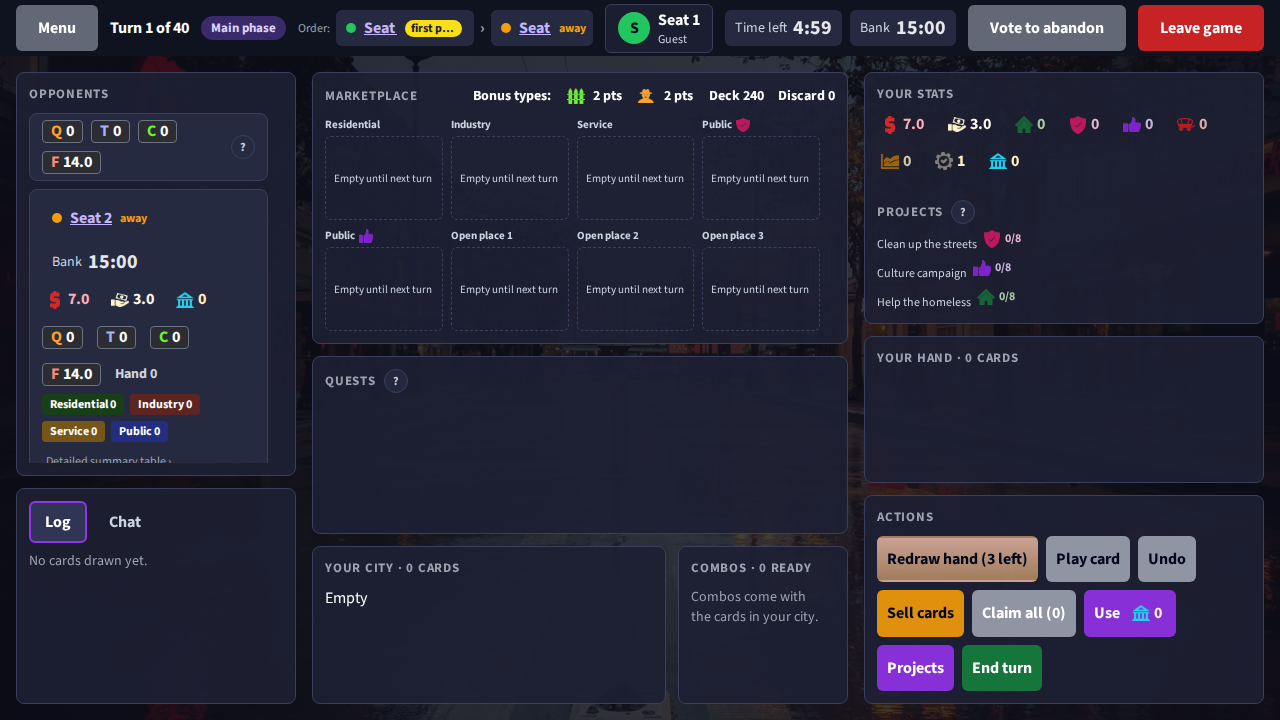 Menu
Turn 1 of 40
Main phase
Order:
Seat
first p...
›
Seat
away
S
Seat 1
Guest
Time left 4:59
Bank 15:00
Vote to abandon
Leave game
OPPONENTS
Q 0
T 0
C 0
F 14.0
?
Seat 2 away
Bank 15:00
7.0
3.0
0
Q 0
T 0
C 0
F 14.0
Hand 0
Residential 0
Industry 0
Service 0
Public 0
Detailed summary table ›
Log
Chat
No cards drawn yet.
MARKETPLACE
Bonus types:
2 pts
2 pts
Deck 240
Discard 0
Residential
Industry
Service
Public
Empty until next turn
Empty until next turn
Empty until next turn
Empty until next turn
Public
Open place 1
Open place 2
Open place 3
Empty until next turn
Empty until next turn
Empty until next turn
Empty until next turn
QUESTS
?
YOUR CITY · 0 CARDS
Empty
COMBOS · 0 READY
Combos come with
the cards in your city.
YOUR STATS
7.0
3.0
0
0
0
0
0
1
0
PROJECTS
?
Clean up the streets
0/8
Culture campaign
0/8
Help the homeless
0/8
YOUR HAND · 0 CARDS
ACTIONS
Redraw hand (3 left)
Play card
Undo
Sell cards
Claim all (0)
Use 0
Projects
End turn